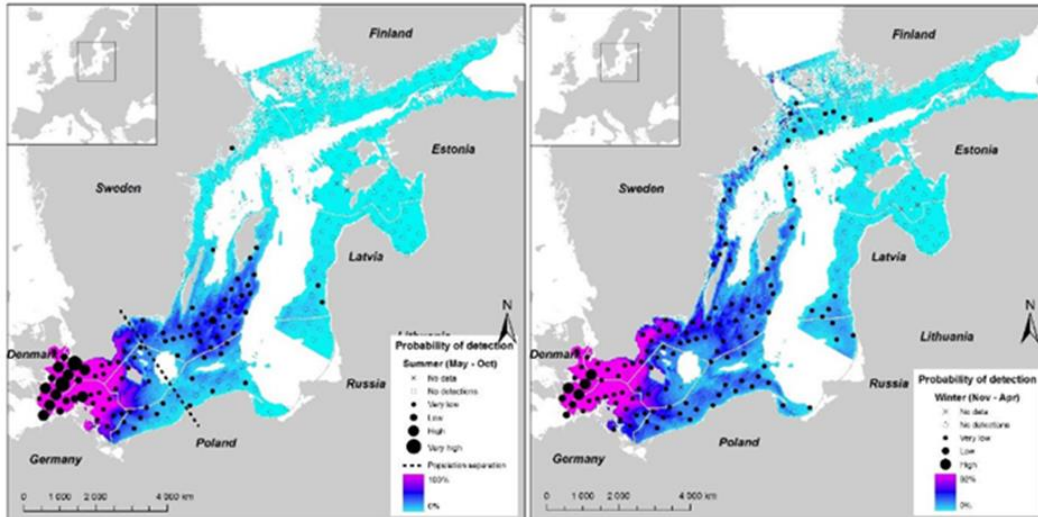 Finland
Estonia
Sweden
Latvia
N
Denmark
Russia
Poland
Germany
Probability of detection
Summer (May - Oct)
No data
No detections
Very low
Low
High
Very high
Population separation
100%
0%
0 1 000 2 000 4 000 km
Finland
Estonia
Sweden
Latvia
N
Lithuania
Denmark
Russia
Poland
Germany
Probability of detection
Winter (Nov - Apr)
No data
No detections
Very low
Low
High
0%
0 1 000 2 000 4 000 km